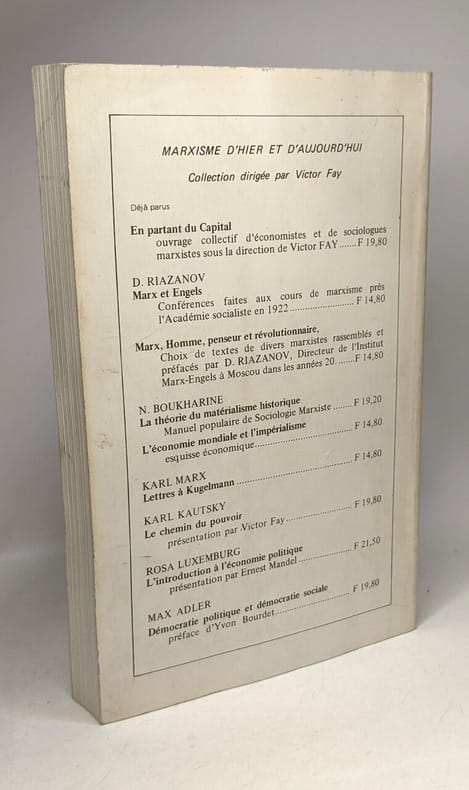 MARXISME D'HIER ET D'AUJOURD'HUI
Collection dirigée par Victor Fay
Déjà parus
En partant du Capital
ouvrage collectif d'économistes et de sociologues
marxistes sous la direction de Victor FAY.......F 19,80
D. RIAZANOV
Marx et Engels
Conférences faites aux cours de marxisme près
l'Académie socialiste en 1922........................F 14,80
Marx, Homme, penseur et révolutionnaire,
Choix de textes de divers marxistes rassemblés et
préfacés par D. RIAZANOV, Directeur de l'Institut
Marx-Engels à Moscou dans les années 20.......F 14,80
N. BOUKHARINE
La théorie du matérialisme historique
Manuel populaire de Sociologie Marxiste ........F 19,20
L'économie mondiale et l'impérialisme
esquisse économique....................................F 14,80
KARL MARX
Lettres à Kugelmann ........................................F 14,80
KARL KAUTSKY
Le chemin du pouvoir
présentation par Victor Fay............................F 19,80
ROSA LUXEMBURG
L'introduction à l'économie politique
présentation par Ernest Mandel.....................F 21,50
MAX ADLER
Démocratie politique et démocratie sociale
préface d'Yvon Bourdet...............................F 19,80